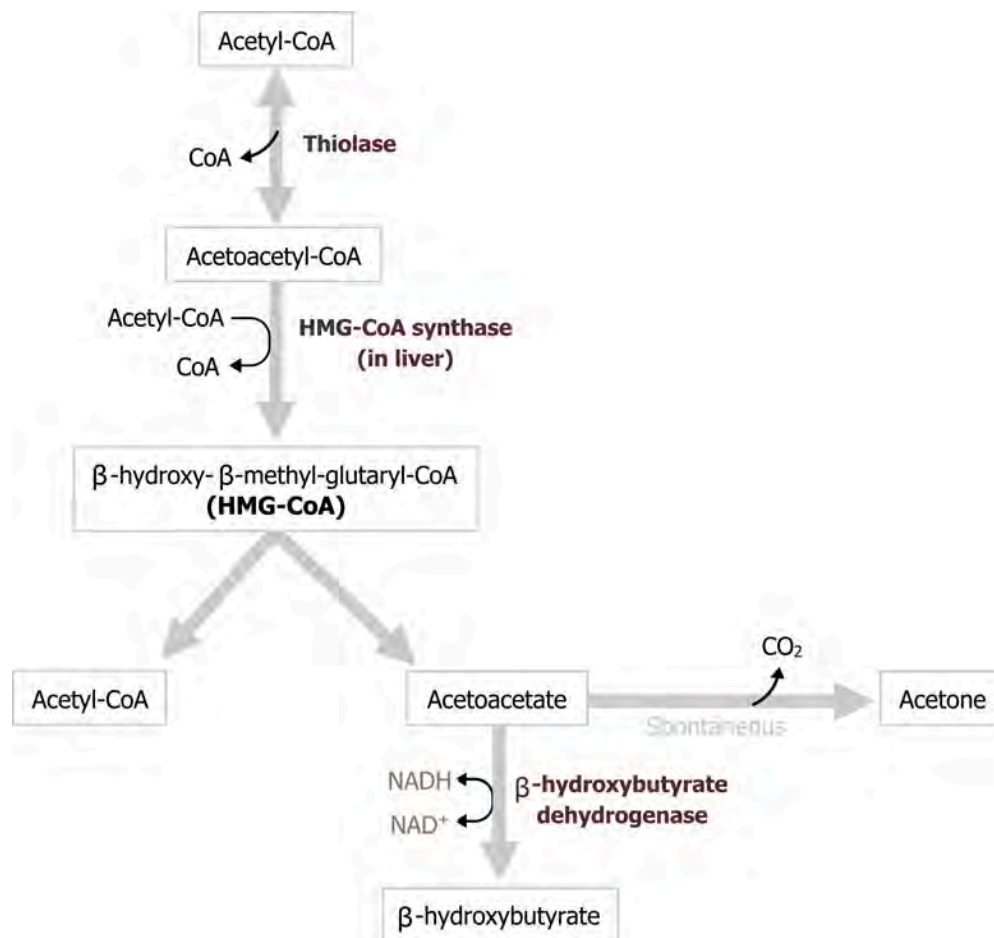 Acetyl-CoA
CoA
Thiolase
Acetoacetyl-CoA
Acetyl-CoA
CoA
HMG-CoA synthase
(in liver)
β-hydroxy- β-methyl-glutaryl-CoA
(HMG-CoA)
CO₂
Acetyl-CoA
Acetoacetate
Acetone
Spontaneous
NADH
NAD⁺
β-hydroxybutyrate
dehydrogenase
β-hydroxybutyrate